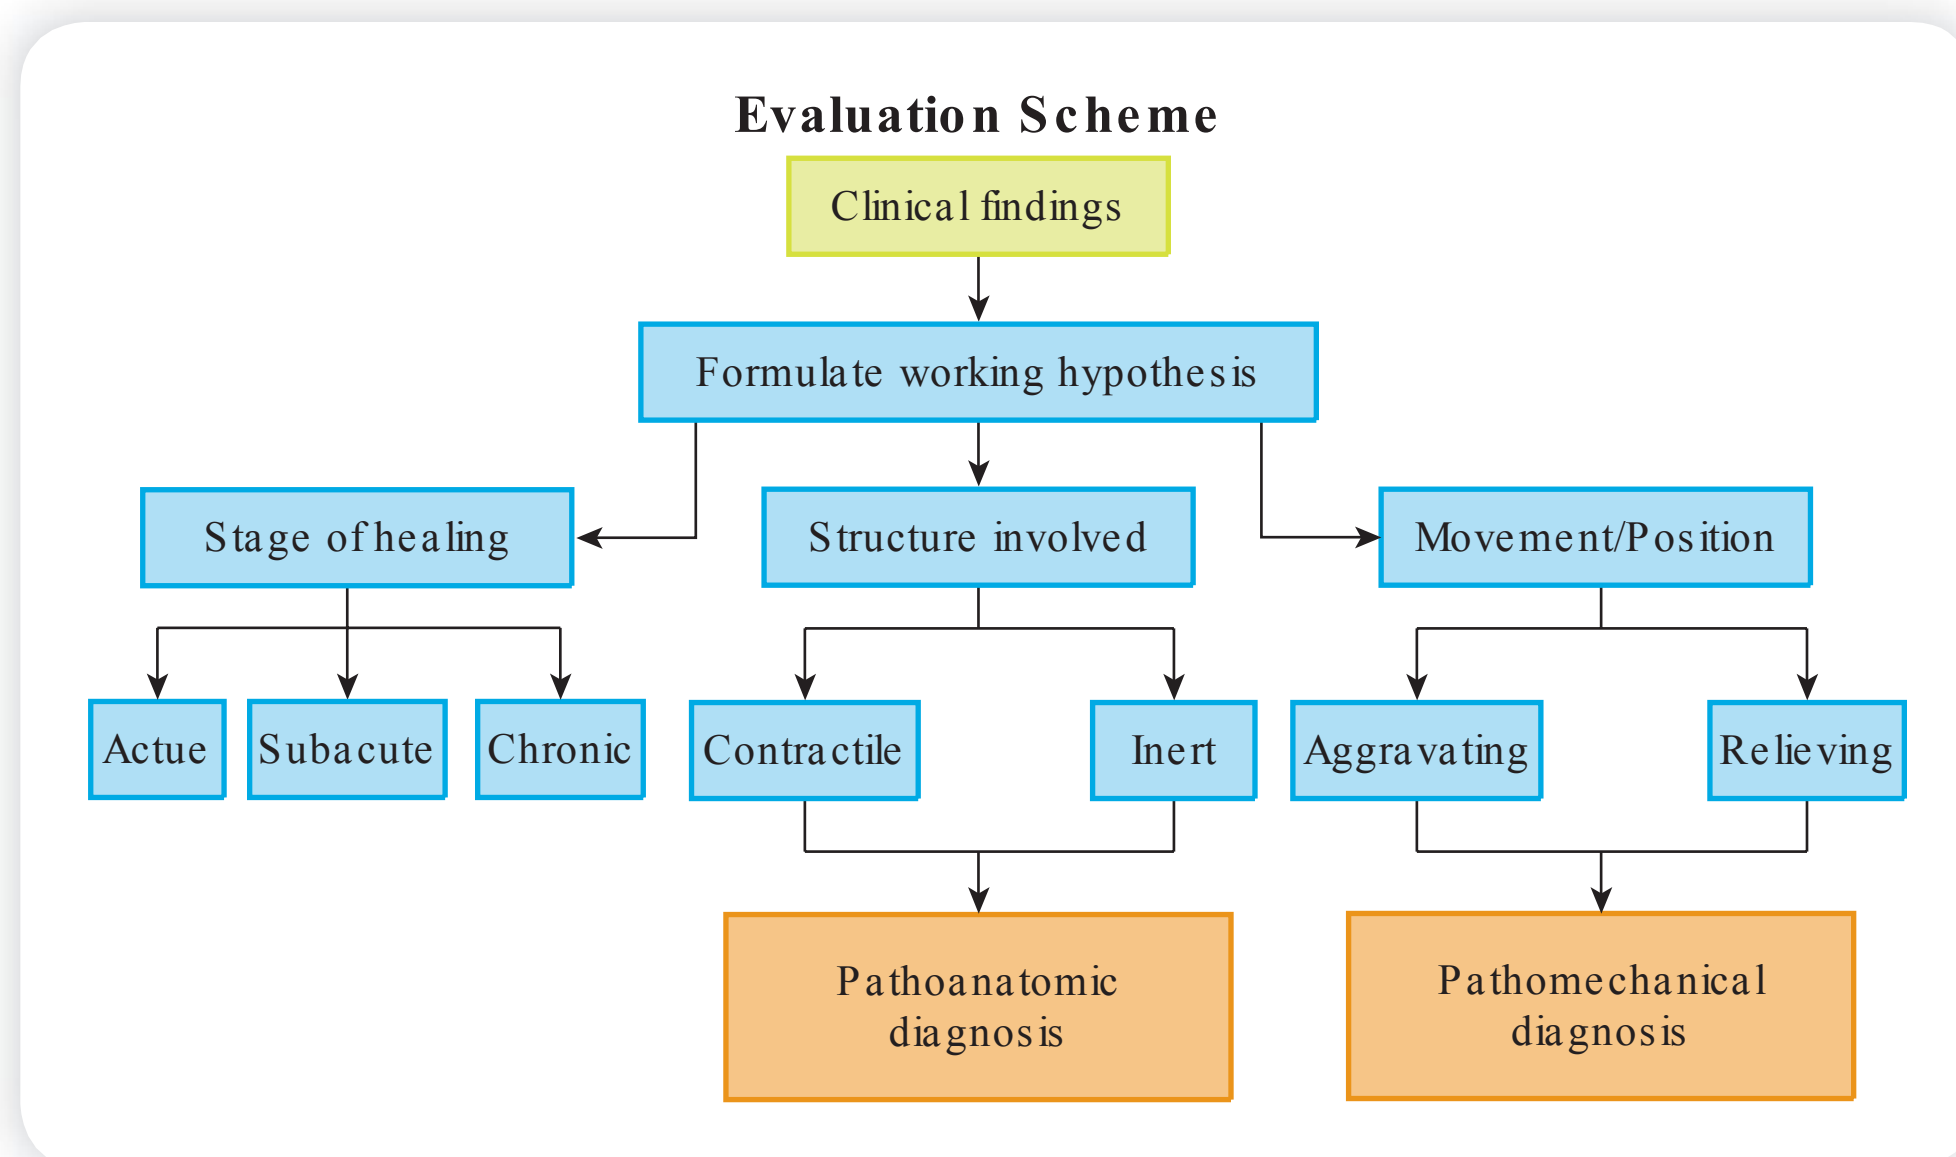 Evaluation Scheme
Clinical findings
Formulate working hypothesis
Stage of healing
Structure involved
Movement/Position
Actue
Subacute
Chronic
Contractile
Inert
Aggravating
Relieving
Pathoanatomic
diagnosis
Pathomechanical
diagnosis